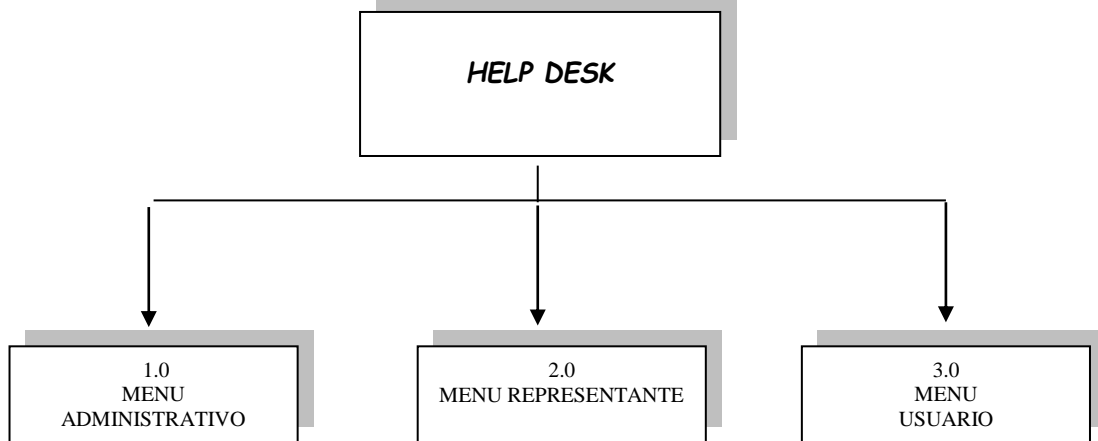 HELP DESK
1.0
MENU
ADMINISTRATIVO
2.0
MENU REPRESENTANTE
3.0
MENU
USUARIO